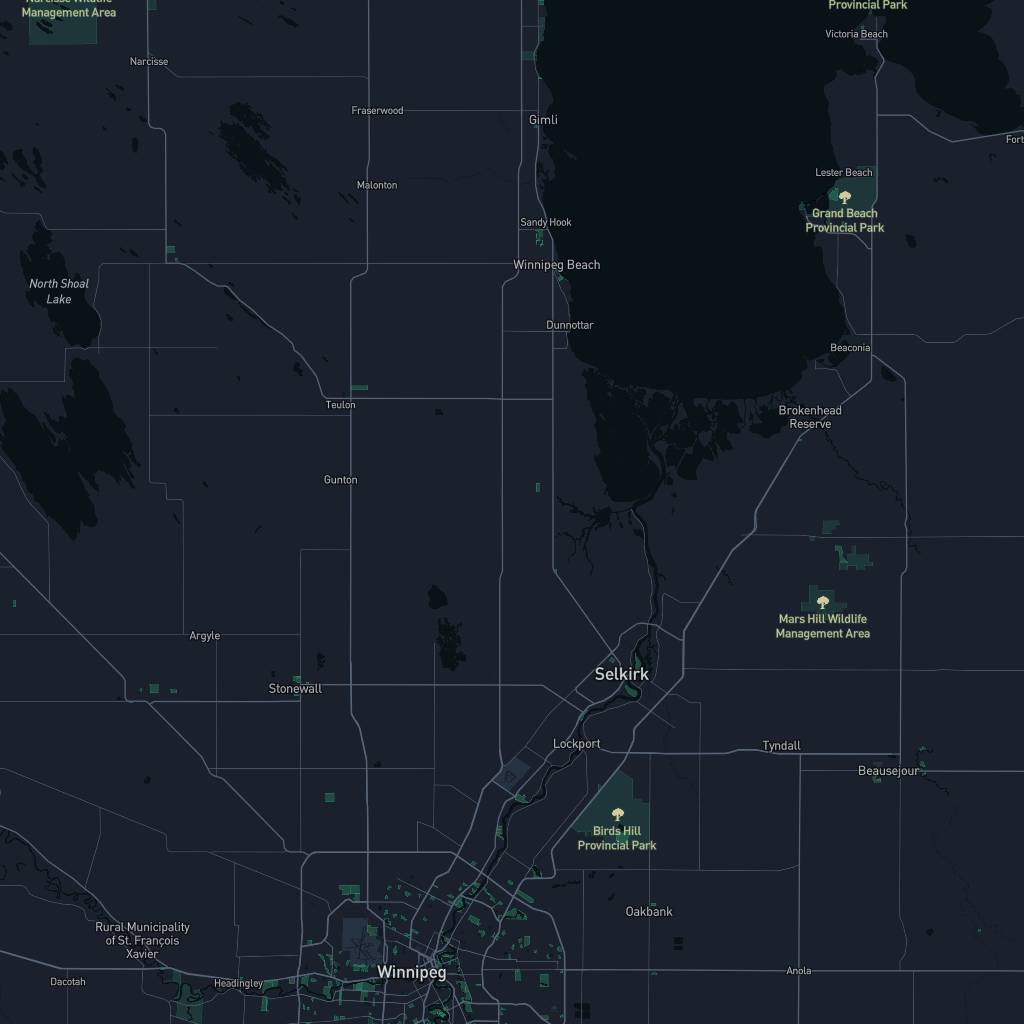 Narcisse Wildlife
Management Area
Provincial Park
Victoria Beach
Narcisse
Fraserwood
Gimli
Fort
Lester Beach
Malonton
Grand Beach
Provincial Park
Sandy Hook
Winnipeg Beach
North Shoal
Lake
Dunnottar
Beaconia
Teulon
Brokenhead
Reserve
Gunton
Mars Hill Wildlife
Management Area
Argyle
Selkirk
Stonewall
Lockport
Tyndall
Beausejour
Birds Hill
Provincial Park
Oakbank
Rural Municipality
of St. François
Xavier
Winnipeg
Anola
Dacotah
Headingley